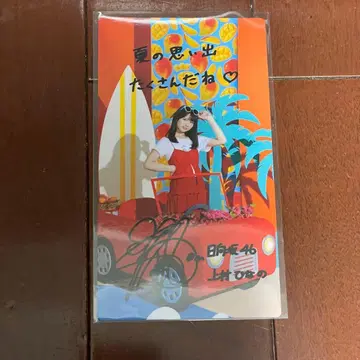 夏の思い出
たくさんだね♡
日向坂46
上村ひなの